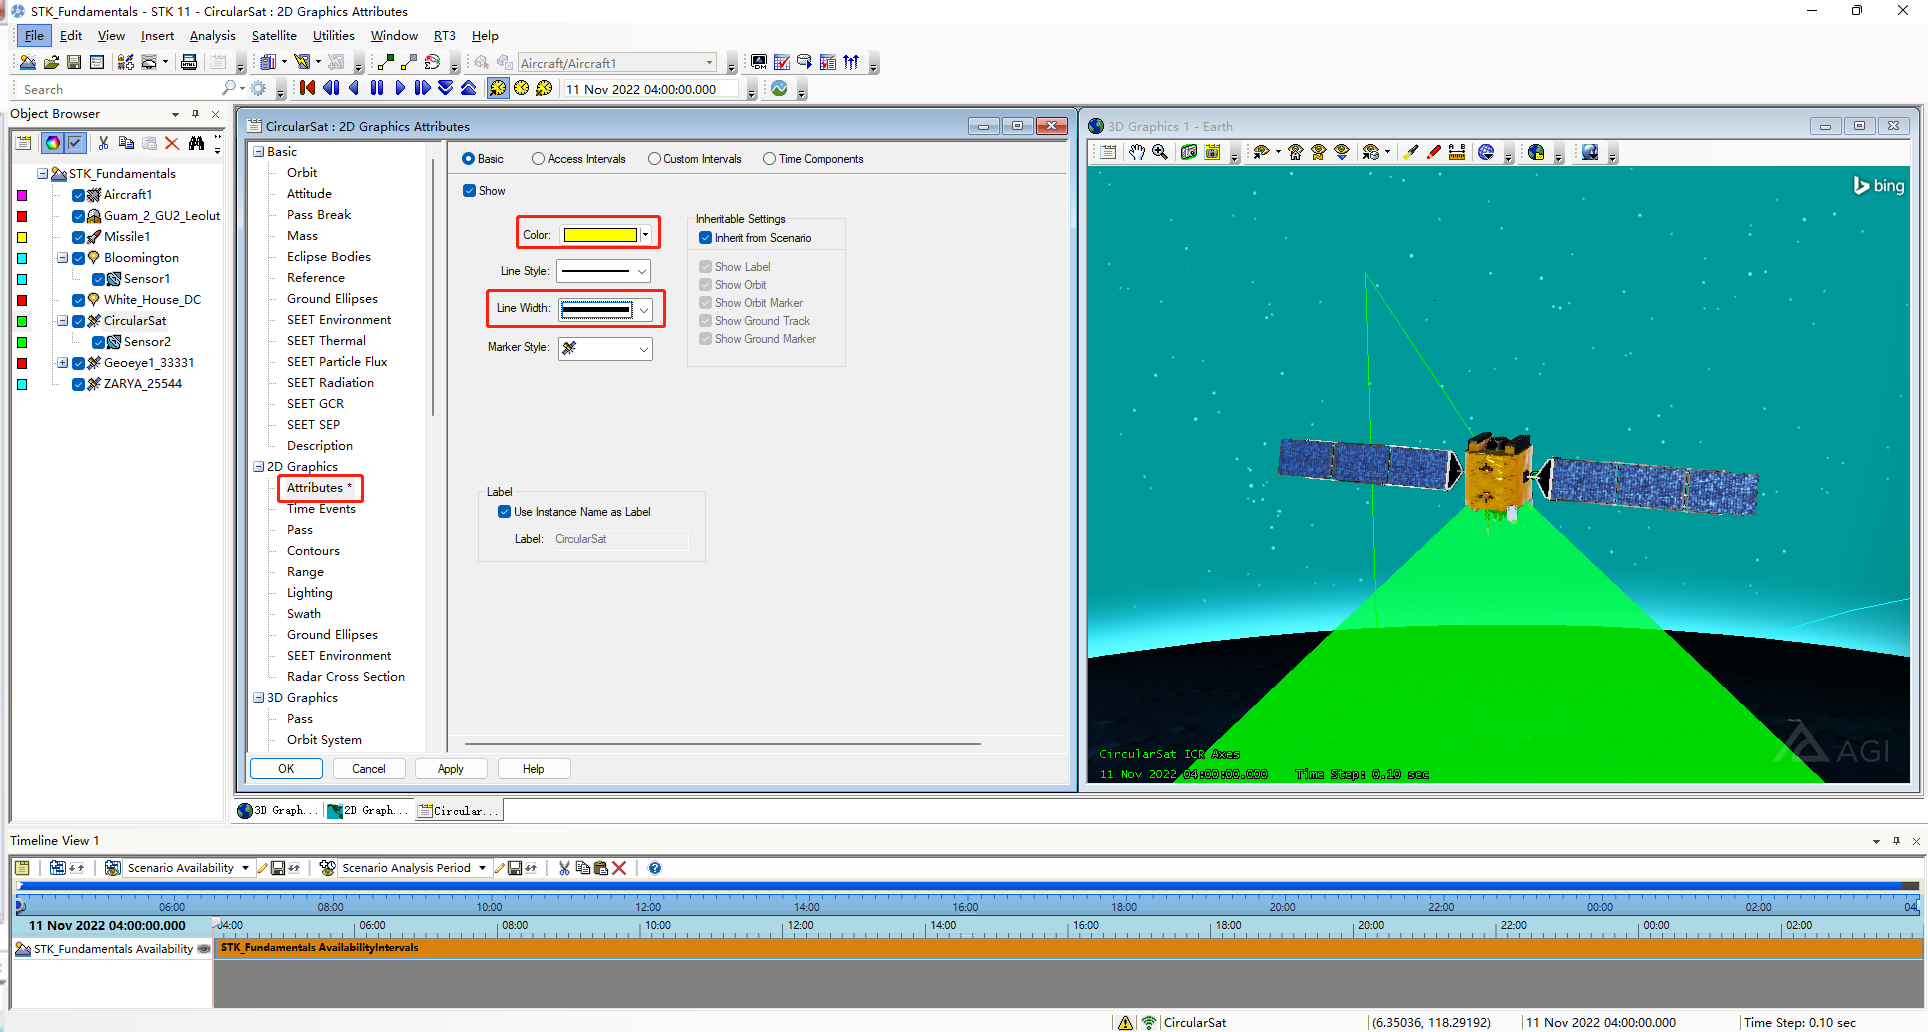 STK_Fundamentals - STK 11 - CircularSat : 2D Graphics Attributes
File Edit View Insert Analysis Satellite Utilities Window RT3 Help
Aircraft/Aircraft1
Search
11 Nov 2022 04:00:00.000
Object Browser
STK_Fundamentals
Aircraft1
Guam_2_GU2_Leolut
Missile1
Bloomington
Sensor1
White_House_DC
CircularSat
Sensor2
Geoeye1_33331
ZARYA_25544
CircularSat : 2D Graphics Attributes
Basic
Orbit
Attitude
Pass Break
Mass
Eclipse Bodies
Reference
Ground Ellipses
SEET Environment
SEET Thermal
SEET Particle Flux
SEET Radiation
SEET GCR
SEET SEP
Description
2D Graphics
Attributes *
Time Events
Pass
Contours
Range
Lighting
Swath
Ground Ellipses
SEET Environment
Radar Cross Section
3D Graphics
Pass
Orbit System
Basic Access Intervals Custom Intervals Time Components
Show
Color:
Line Style:
Line Width:
Marker Style:
Inheritable Settings
Inherit from Scenario
Show Label
Show Orbit
Show Orbit Marker
Show Ground Track
Show Ground Marker
Label
Use Instance Name as Label
Label: CircularSat
OK Cancel Apply Help
3D Graphics 1 - Earth
bing
CircularSat ICR Axes
11 Nov 2022 04:00:00.000 Time Step: 0.10 sec
AGI
3D Graph... 2D Graph... Circular...
Timeline View 1
Scenario Availability Scenario Analysis Period
06:00 08:00 10:00 12:00 14:00 16:00 18:00 20:00 22:00 00:00 02:00 04
11 Nov 2022 04:00:00.000 04:00 06:00 08:00 10:00 12:00 14:00 16:00 18:00 20:00 22:00 00:00 02:00
STK_Fundamentals Availability STK_Fundamentals AvailabilityIntervals
CircularSat (6.35036, 118.29192) 11 Nov 2022 04:00:00.000 Time Step: 0.10 sec